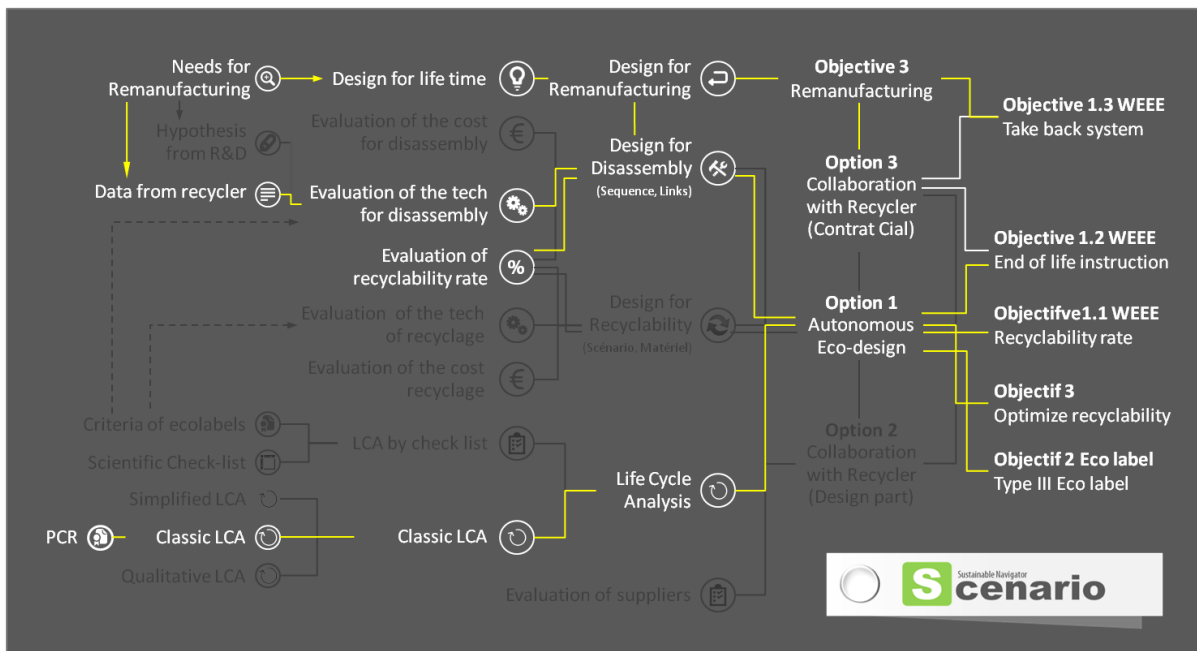 Needs for
Remanufacturing
Design for life time
Design for
Remanufacturing
Objective 3
Remanufacturing
Objective 1.3 WEEE
Take back system
Hypothesis
from R&D
Evaluation of the cost
for disassembly
€
Design for
Disassembly
(Sequence, Links)
Option 3
Collaboration
with Recycler
(Contrat Cial)
Data from recycler
Evaluation of the tech
for disassembly
Objective 1.2 WEEE
End of life instruction
Evaluation of
recyclability rate
%
Evaluation of the tech
of recyclage
Design for
Recyclability
(Scénario, Matériel)
Option 1
Autonomous
Eco-design
Objectifve1.1 WEEE
Recyclability rate
Evaluation of the cost
recyclage
€
Objectif 3
Optimize recyclability
Criteria of ecolabels
Scientific Check-list
LCA by check list
Option 2
Collaboration
with Recycler
(Design part)
Objectif 2 Eco label
Type III Eco label
Simplified LCA
Life Cycle
Analysis
PCR
Classic LCA
Classic LCA
Qualitative LCA
Evaluation of suppliers
Sustainable Navigator
Scenario